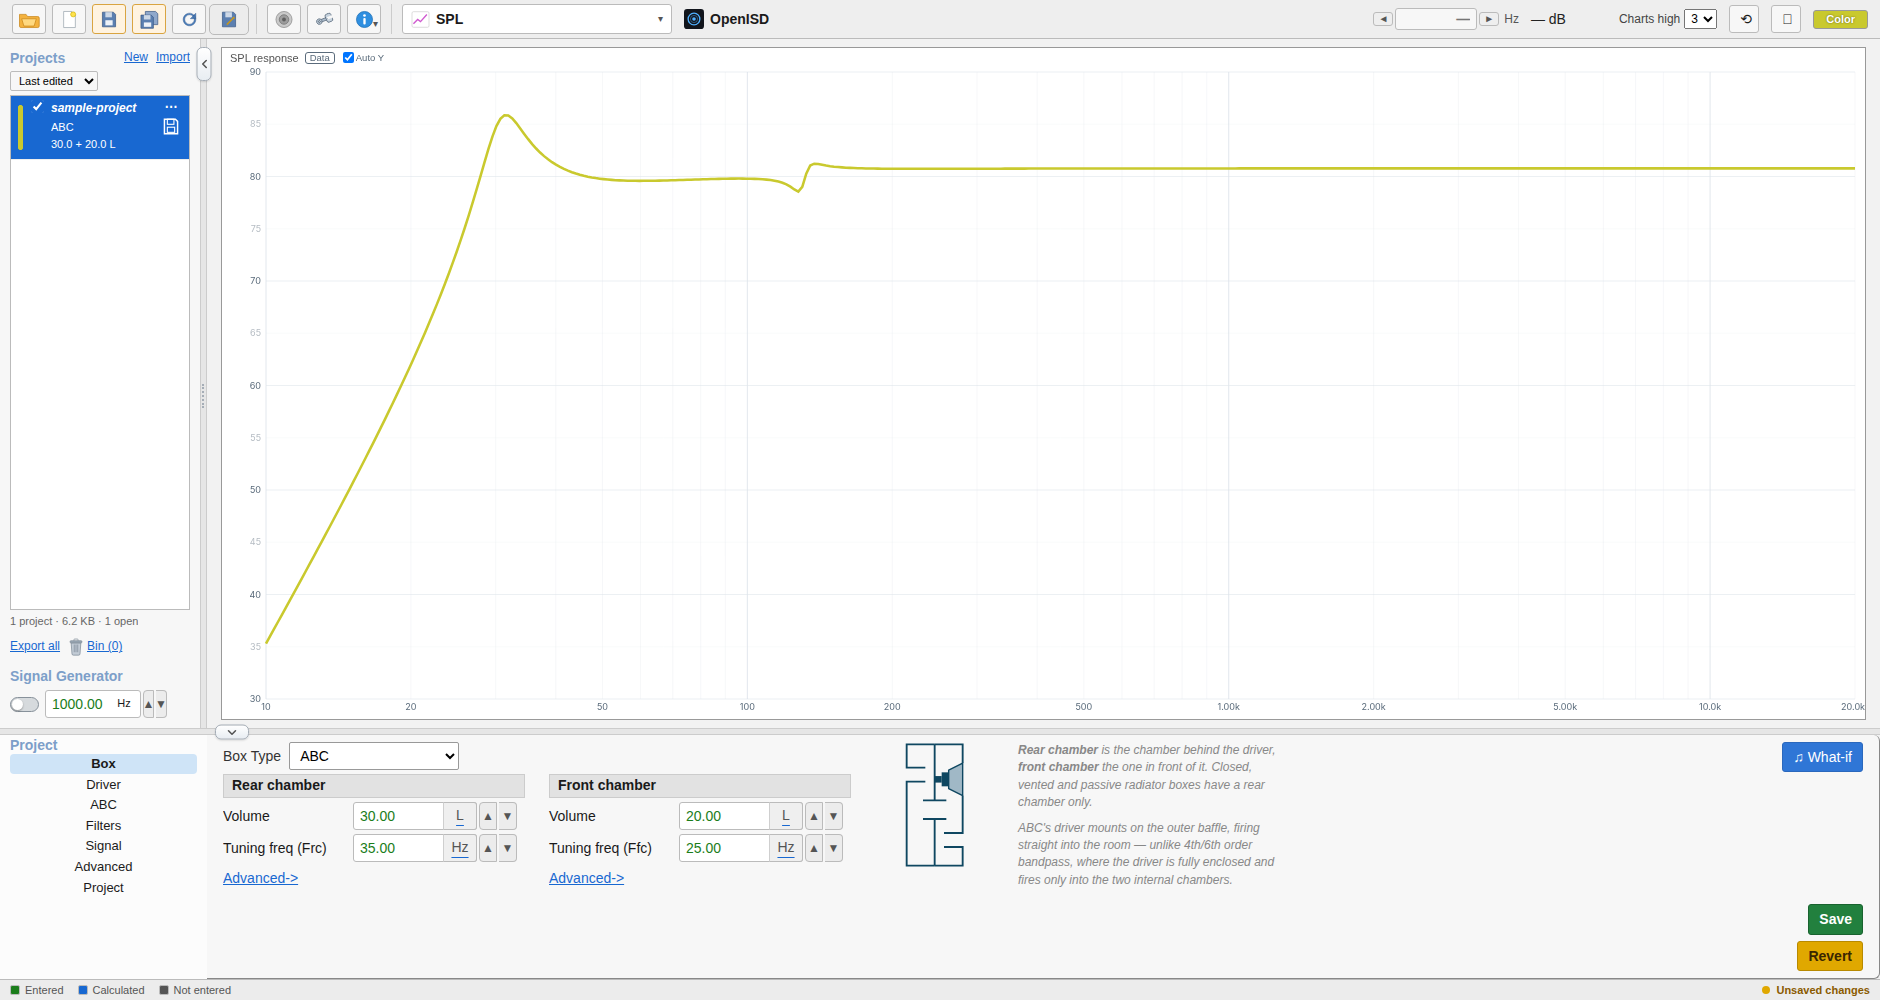 SPL
OpenISD
—
Hz
— dB
Charts high
3
Color
Projects
New
Import
Last edited
sample-project
ABC
30.0 + 20.0 L
1 project · 6.2 KB · 1 open
Export all
Bin (0)
Signal Generator
1000.00 Hz
SPL response
Data
Auto Y
90
85
80
75
70
65
60
55
50
45
40
35
30
10
20
50
100
200
500
1.00k
2.00k
5.00k
10.0k
20.0k
Project
Box
Driver
ABC
Filters
Signal
Advanced
Project
Box Type
ABC
Rear chamber
Volume
30.00
L
Tuning freq (Frc)
35.00
Hz
Advanced->
Front chamber
Volume
20.00
L
Tuning freq (Ffc)
25.00
Hz
Advanced->
Rear chamber is the chamber behind the driver,
front chamber the one in front of it. Closed,
vented and passive radiator boxes have a rear
chamber only.
ABC's driver mounts on the outer baffle, firing
straight into the room — unlike 4th/6th order
bandpass, where the driver is fully enclosed and
fires only into the two internal chambers.
♫ What-if
Save
Revert
Entered
Calculated
Not entered
Unsaved changes